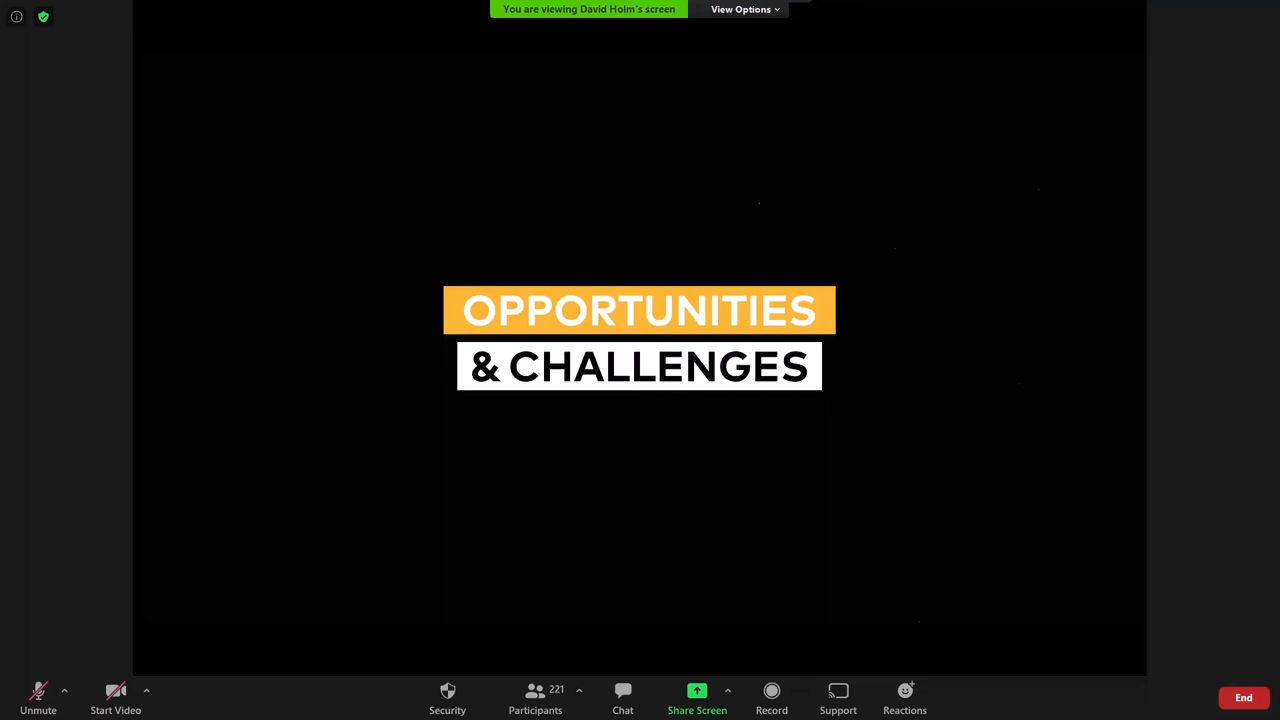 You are viewing David Holm's screen
View Options
OPPORTUNITIES
& CHALLENGES
Unmute
Start Video
Security
221
Participants
Chat
Share Screen
Record
Support
Reactions
End